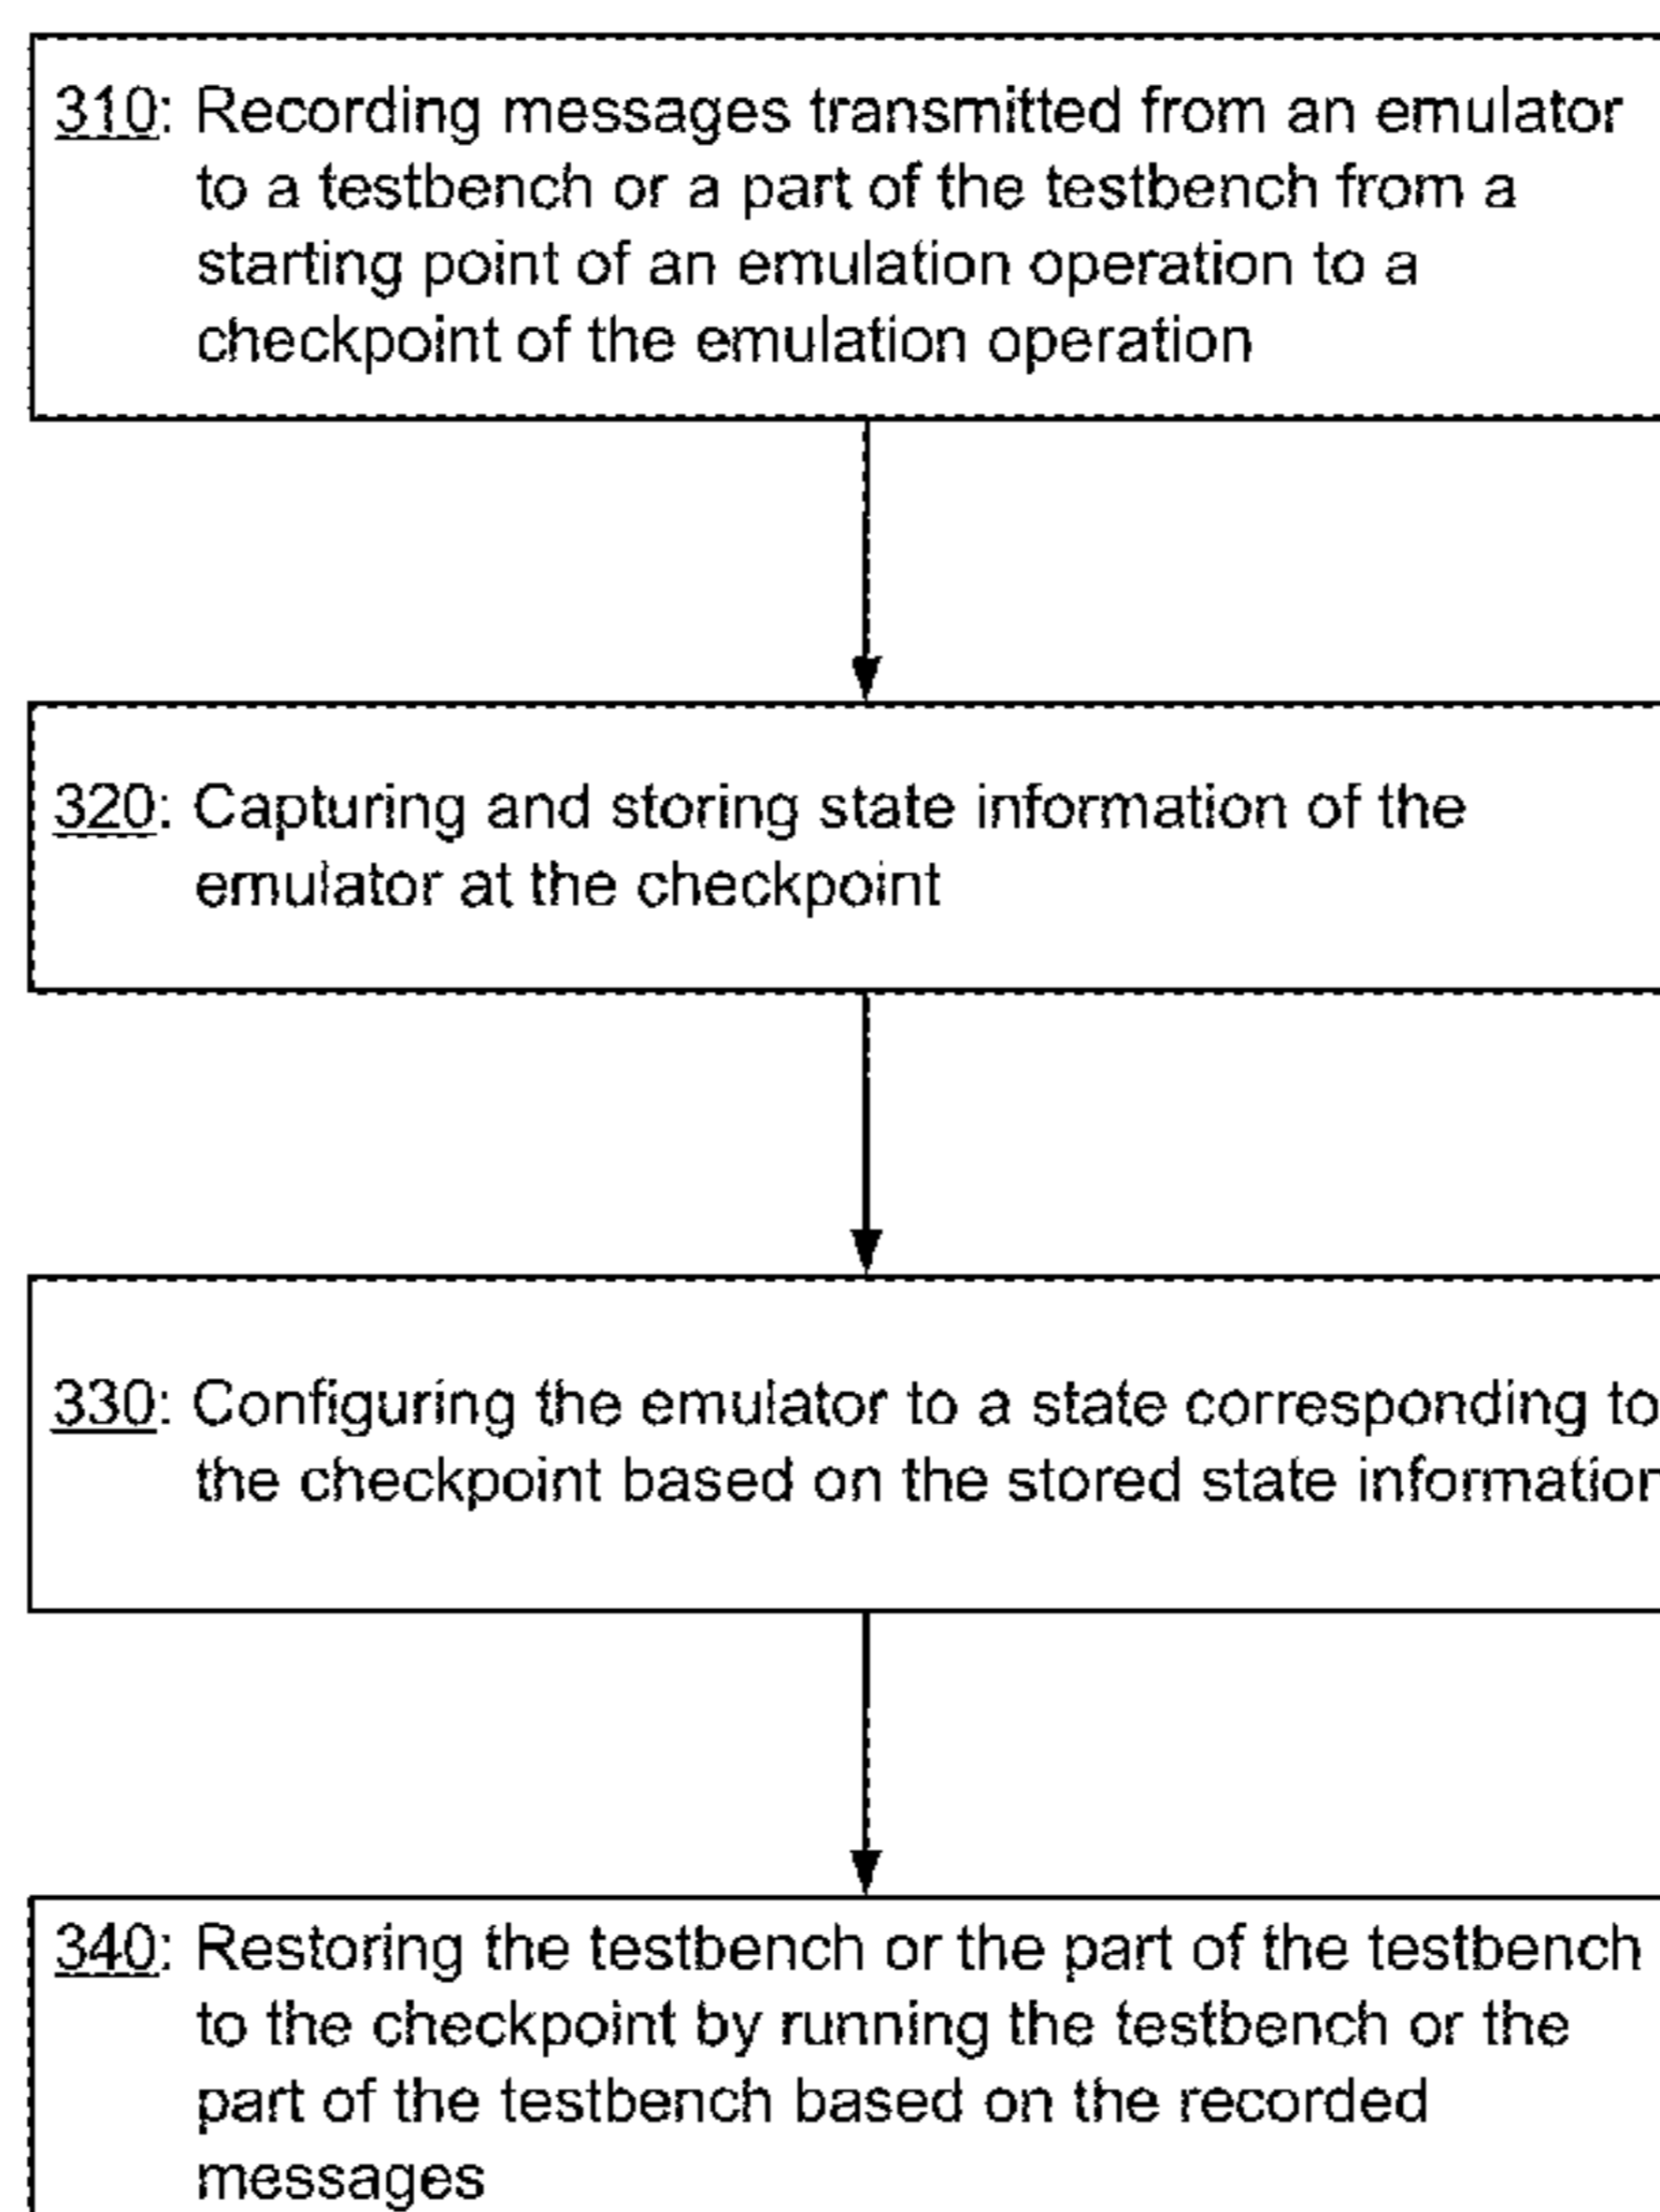 310: Recording messages transmitted from an emulator
to a testbench or a part of the testbench from a
starting point of an emulation operation to a
checkpoint of the emulation operation
320: Capturing and storing state information of the
emulator at the checkpoint
330: Configuring the emulator to a state corresponding to
the checkpoint based on the stored state information
340: Restoring the testbench or the part of the testbench
to the checkpoint by running the testbench or the
part of the testbench based on the recorded
messages